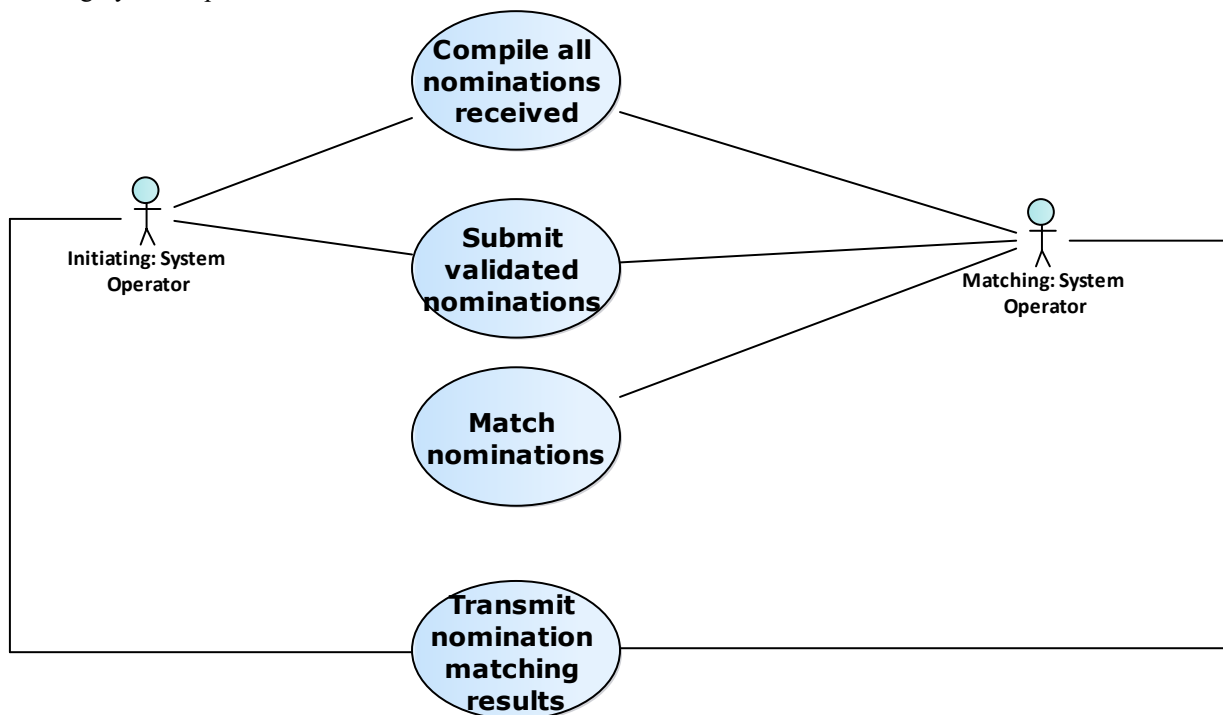 Compile all
nominations
received
Initiating: System
Operator
Submit
validated
nominations
Matching: System
Operator
Match
nominations
Transmit
nomination
matching
results